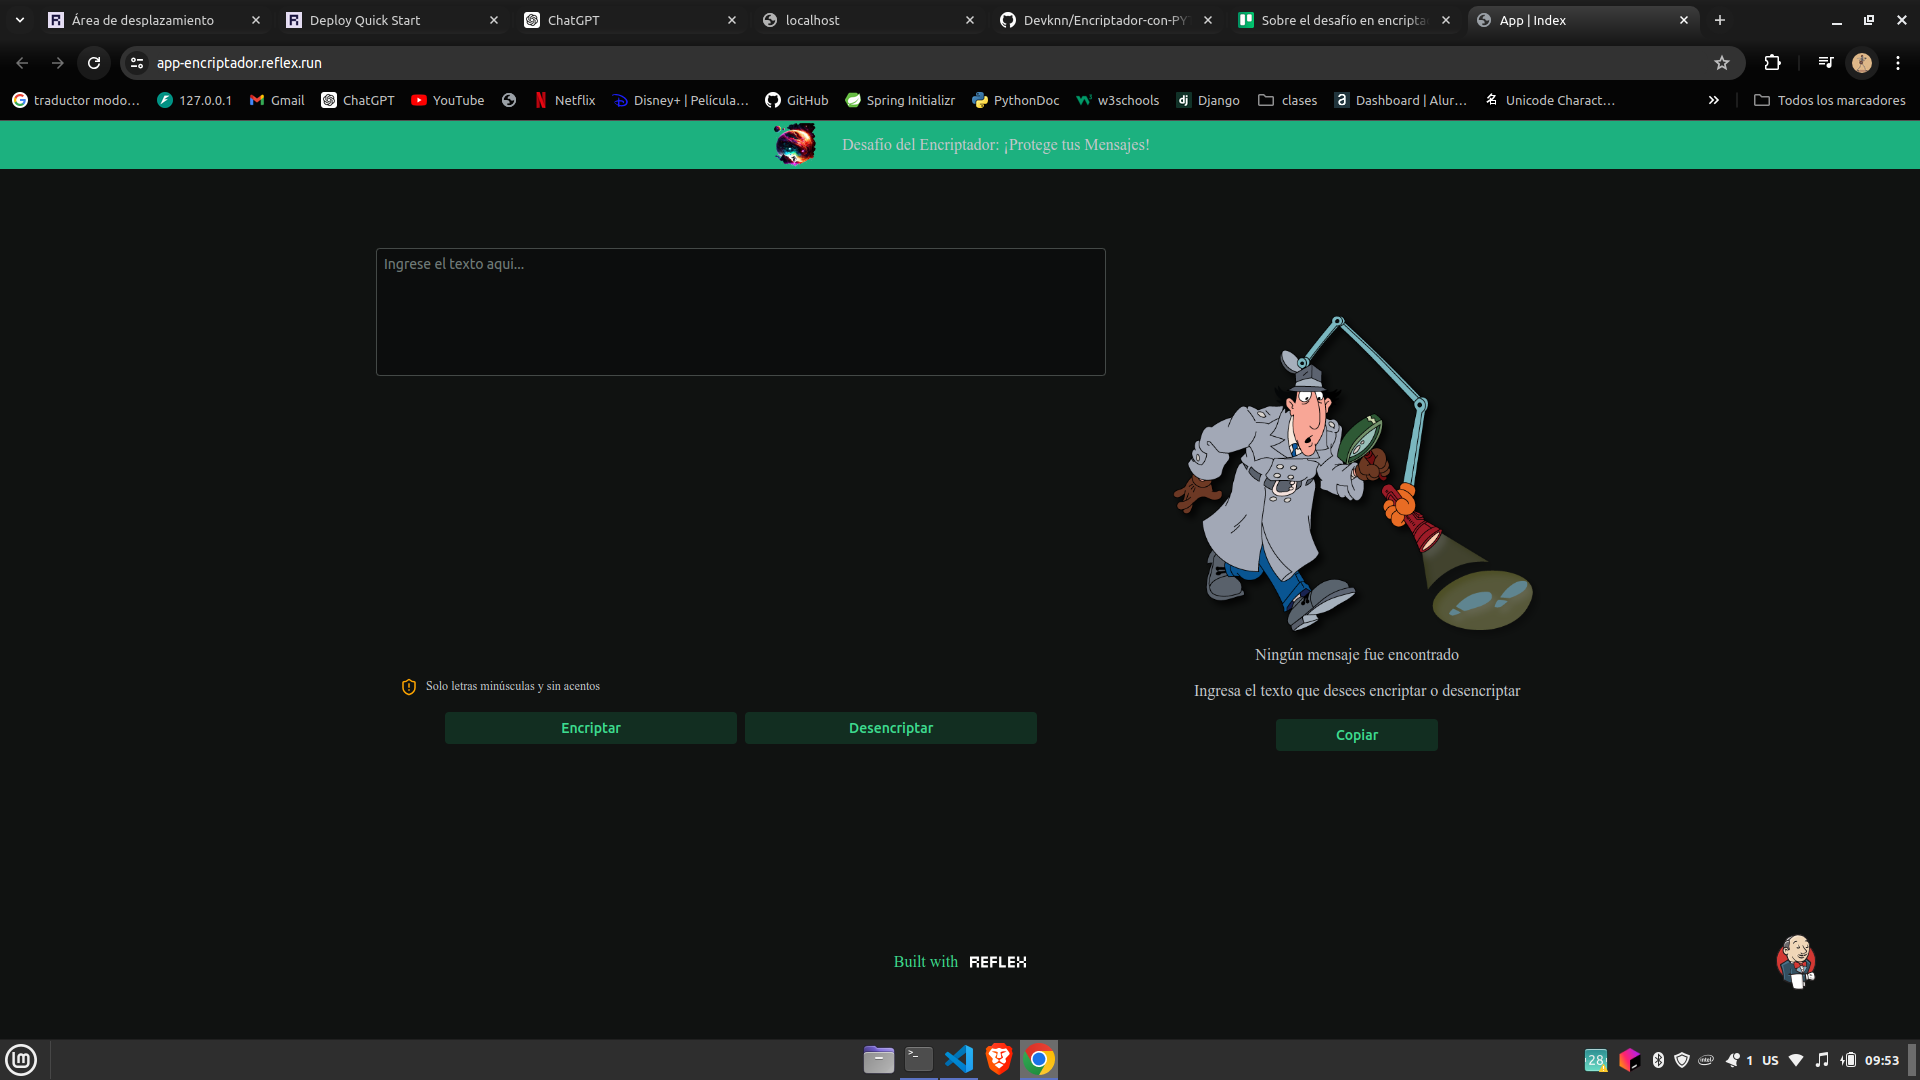 Área de desplazamiento
Deploy Quick Start
ChatGPT
localhost
Devknn/Encriptador-con-PY
Sobre el desafío en encripta
App | Index
app-encriptador.reflex.run
traductor modo...
127.0.0.1
Gmail
ChatGPT
YouTube
Netflix
Disney+ | Película...
GitHub
Spring Initializr
PythonDoc
w3schools
Django
clases
Dashboard | Alur...
Unicode Charact...
Todos los marcadores
Desafio del Encriptador: ¡Protege tus Mensajes!
Ingrese el texto aqui...
Ningún mensaje fue encontrado
Solo letras minúsculas y sin acentos
Ingresa el texto que desees encriptar o desencriptar
Encriptar
Desencriptar
Copiar
Built with REFLEX
28
1
US
09:53